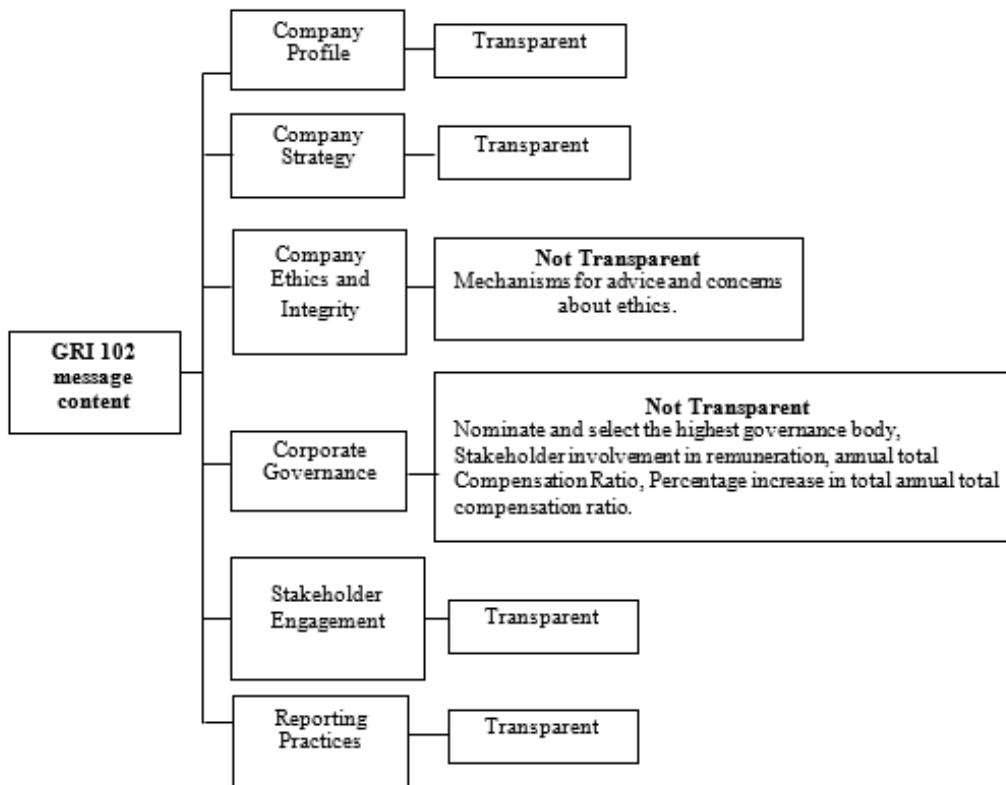 Company
Profile
Transparent
Company
Strategy
Transparent
Company
Ethics and
Integrity
Not Transparent
Mechanisms for advice and concerns
about ethics.
GRI 102
message
content
Corporate
Governance
Not Transparent
Nominate and select the highest governance body,
Stakeholder involvement in remuneration, annual total
Compensation Ratio, Percentage increase in total annual total
compensation ratio.
Stakeholder
Engagement
Transparent
Reporting
Practices
Transparent